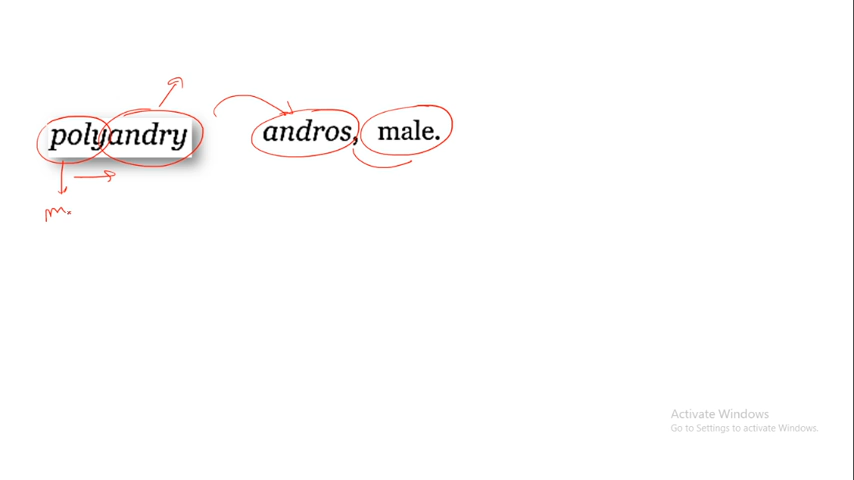 polyandry andros, male.
m.
Activate Windows
Go to Settings to activate Windows.